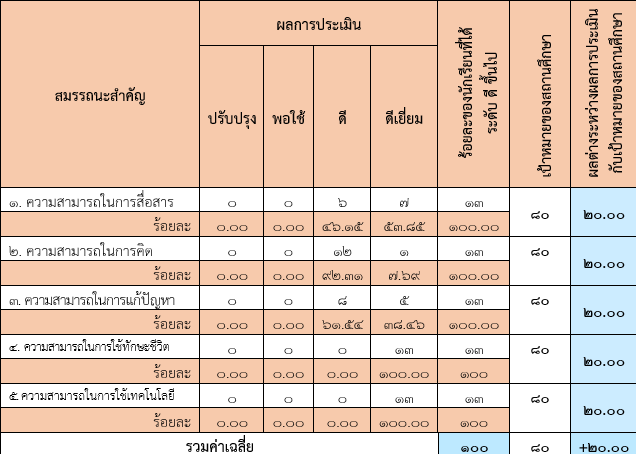 สมรรถนะสำคัญ
ผลการประเมิน
ร้อยละของนักเรียนที่ได้
ระดับ ดี ขึ้นไป
เป้าหมายของสถานศึกษา
ผลต่างระหว่างผลการประเมิน
กับเป้าหมายของสถานศึกษา
ปรับปรุง พอใช้ ดี ดีเยี่ยม
๑. ความสามารถในการสื่อสาร ๐ ๐ ๖ ๗ ๑๓ ๘๐ ๒๐.๐๐
ร้อยละ ๐.๐๐ ๐.๐๐ ๔๖.๑๕ ๕๓.๘๕ ๑๐๐.๐๐
๒. ความสามารถในการคิด ๐ ๐ ๑๒ ๑ ๑๓ ๘๐ ๒๐.๐๐
ร้อยละ ๐.๐๐ ๐.๐๐ ๙๒.๓๑ ๗.๖๙ ๑๐๐.๐๐
๓. ความสามารถในการแก้ปัญหา ๐ ๐ ๘ ๕ ๑๓ ๘๐ ๒๐.๐๐
ร้อยละ ๐.๐๐ ๐.๐๐ ๖๑.๕๔ ๓๘.๔๖ ๑๐๐.๐๐
๔. ความสามารถในการใช้ทักษะชีวิต ๐ ๐ ๐ ๑๓ ๑๓ ๘๐ ๒๐.๐๐
ร้อยละ ๐.๐๐ ๐.๐๐ ๐.๐๐ ๑๐๐.๐๐ ๑๐๐
๕ ความสามารถในการใช้เทคโนโลยี ๐ ๐ ๐ ๑๓ ๑๓ ๘๐ ๒๐.๐๐
ร้อยละ ๐.๐๐ ๐.๐๐ ๐.๐๐ ๑๐๐.๐๐ ๑๐๐
รวมค่าเฉลี่ย ๑๐๐ ๘๐ +๒๐.๐๐